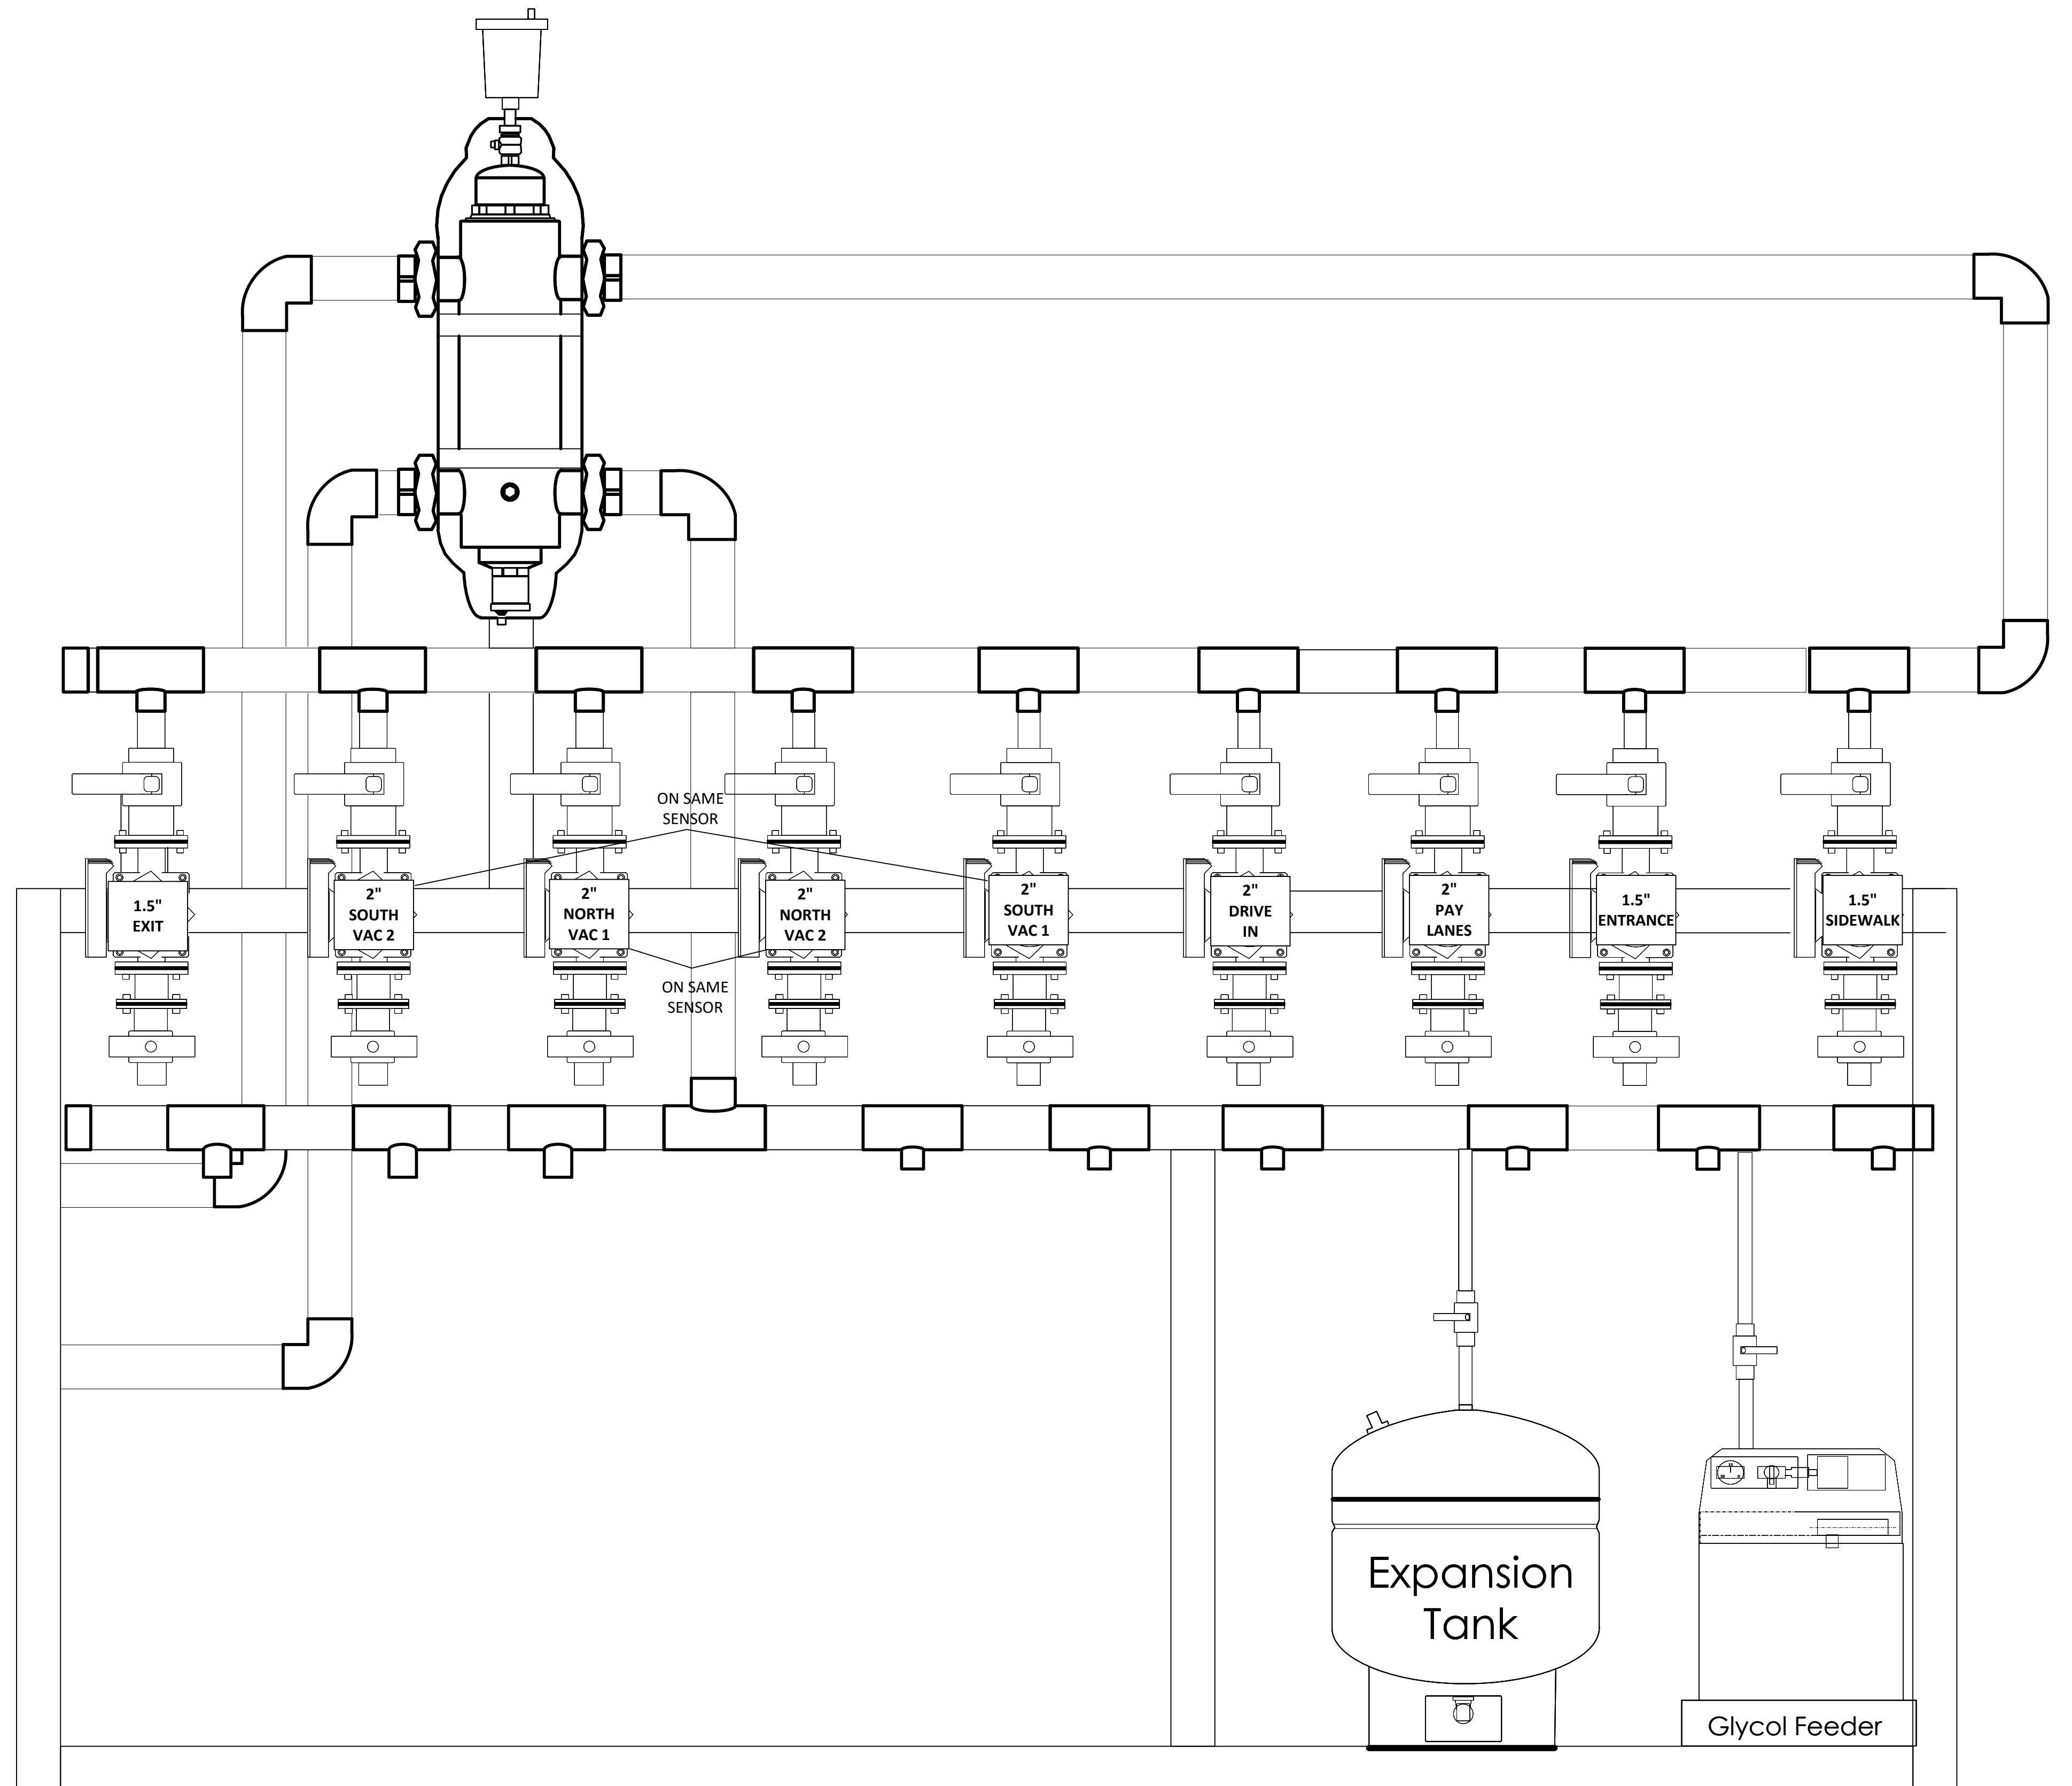 ON SAME
SENSOR
1.5"
EXIT
2"
SOUTH
VAC 2
2"
NORTH
VAC 1
2"
NORTH
VAC 2
2"
SOUTH
VAC 1
2"
DRIVE
IN
2"
PAY
LANES
1.5"
ENTRANCE
1.5"
SIDEWALK
ON SAME
SENSOR
Expansion
Tank
Glycol Feeder